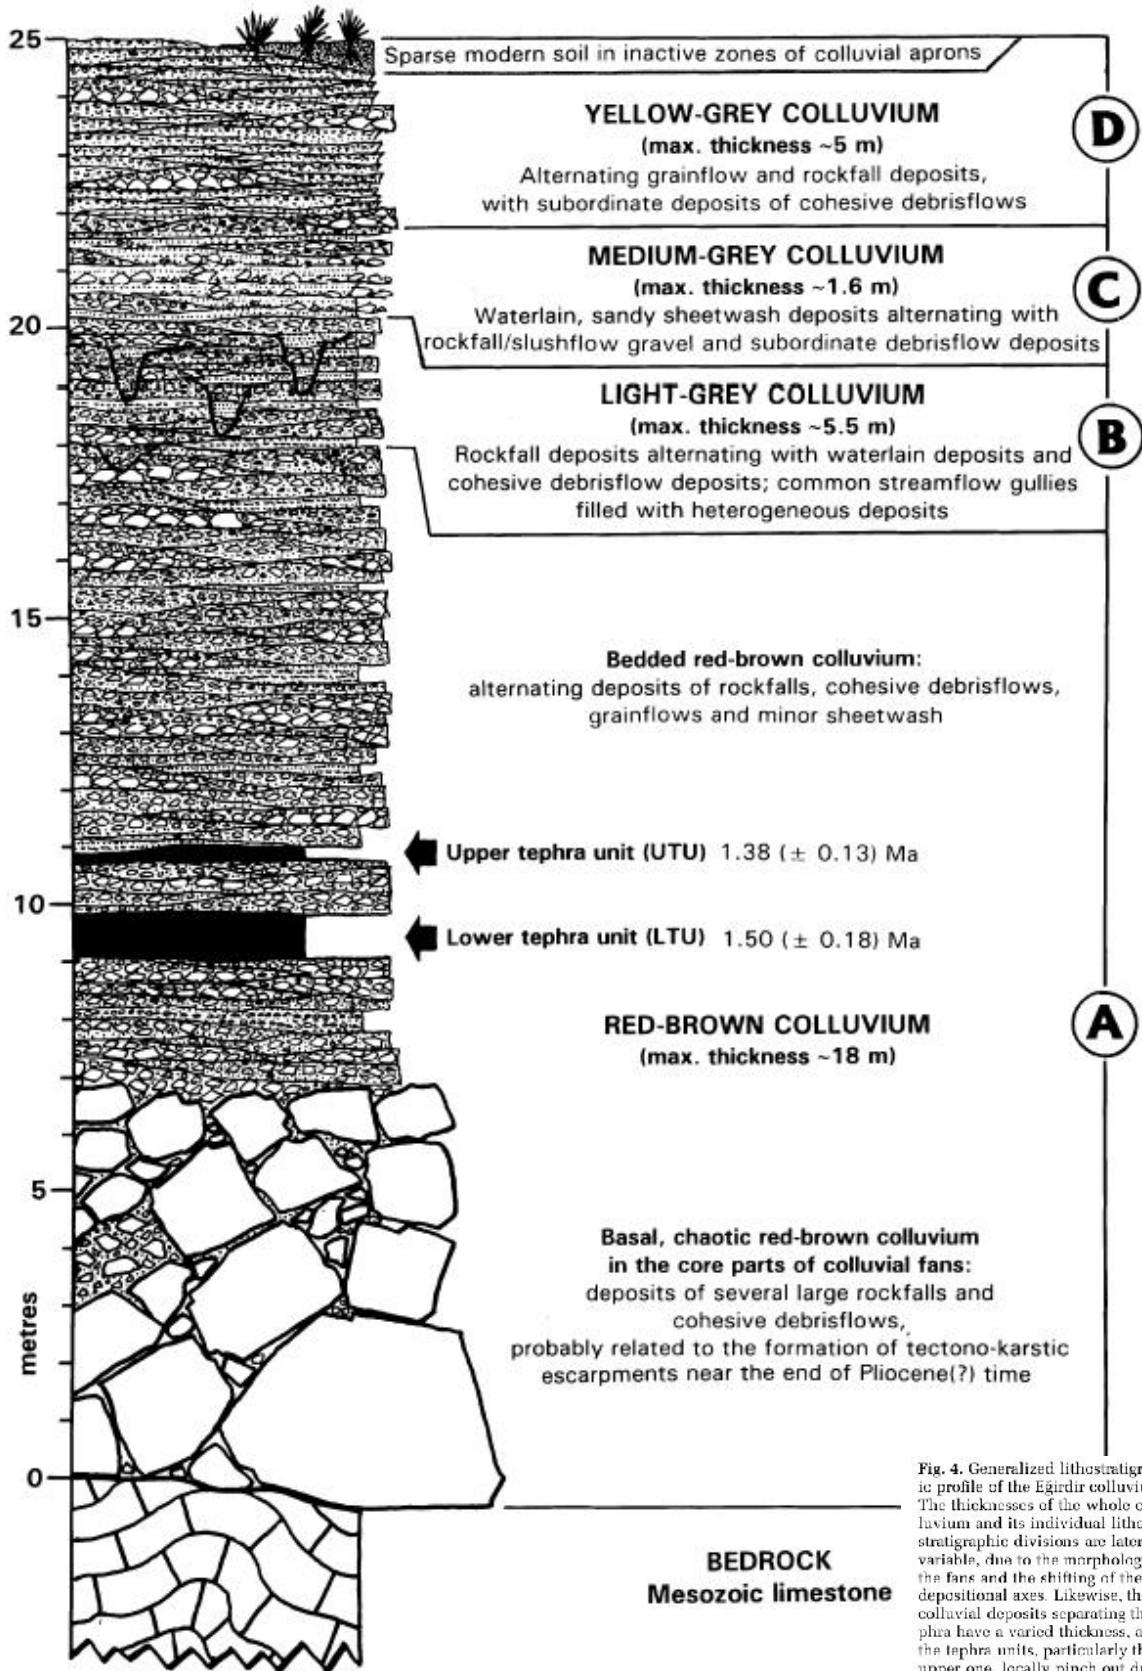 25
Sparse modern soil in inactive zones of colluvial aprons
YELLOW-GREY COLLUVIUM
(max. thickness ~5 m)
Alternating grainflow and rockfall deposits,
with subordinate deposits of cohesive debrisflows
D
MEDIUM-GREY COLLUVIUM
(max. thickness ~1.6 m)
Waterlain, sandy sheetwash deposits alternating with
rockfall/slushflow gravel and subordinate debrisflow deposits
C
20
LIGHT-GREY COLLUVIUM
(max. thickness ~5.5 m)
Rockfall deposits alternating with waterlain deposits and
cohesive debrisflow deposits; common streamflow gullies
filled with heterogeneous deposits
B
15
Bedded red-brown colluvium:
alternating deposits of rockfalls, cohesive debrisflows,
grainflows and minor sheetwash
Upper tephra unit (UTU) 1.38 (± 0.13) Ma
10
Lower tephra unit (LTU) 1.50 (± 0.18) Ma
RED-BROWN COLLUVIUM
(max. thickness ~18 m)
A
5
Basal, chaotic red-brown colluvium
in the core parts of colluvial fans:
deposits of several large rockfalls and
cohesive debrisflows,
probably related to the formation of tectono-karstic
escarpments near the end of Pliocene(?) time
metres
0
BEDROCK
Mesozoic limestone
Fig. 4. Generalized lithostratigr
ic profile of the Eğirdir colluvi
The thicknesses of the whole c
luvium and its individual litho
stratigraphic divisions are later
variable, due to the morpholog
the fans and the shifting of the
depositional axes. Likewise, th
colluvial deposits separating th
phra have a varied thickness, a
the tephra units, particularly th
upper one, locally pinch out d